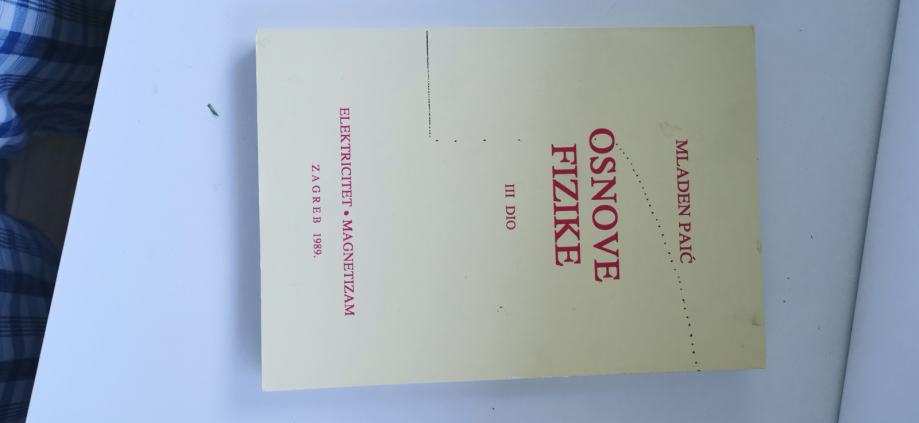 MLADEN PAIĆ
OSNOVE
FIZIKE
III DIO
ELEKTRICITET • MAGNETIZAM
ZAGREB 1989.